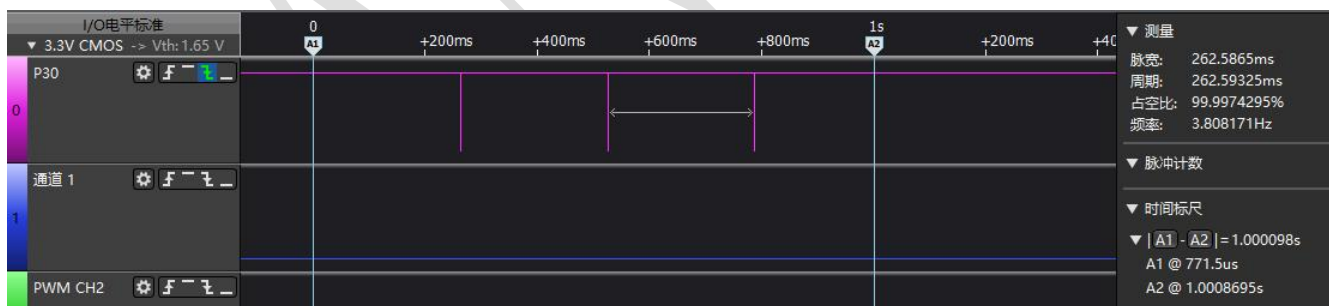 I/O电平标准
▼ 3.3V CMOS -> Vth: 1.65 V
0
A1
+200ms
+400ms
+600ms
+800ms
1s
A2
+200ms
+40
P30
0
通道 1
1
PWM CH2
▼ 测量
脉宽: 262.5865ms
周期: 262.59325ms
占空比: 99.9974295%
频率: 3.808171Hz
▼ 脉冲计数
▼ 时间标尺
▼ | A1 - A2 | = 1.000098s
A1 @ 771.5us
A2 @ 1.0008695s